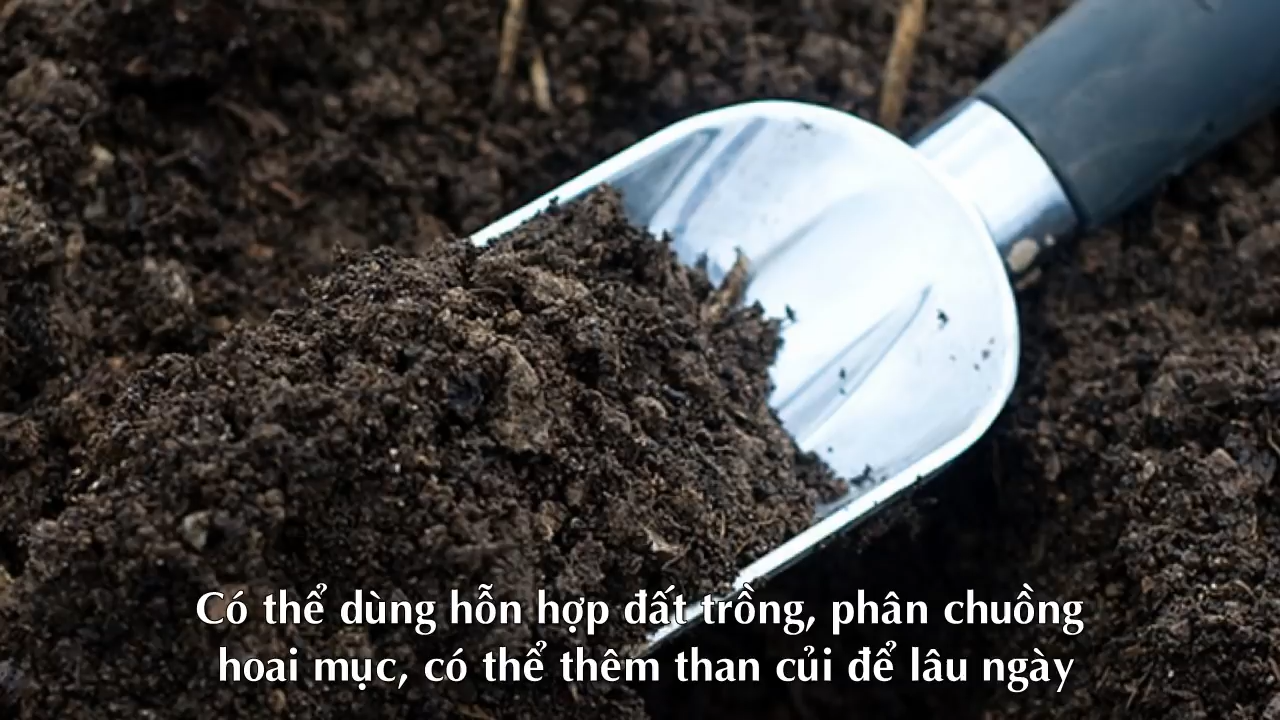 Có thể dùng hỗn hợp đất trồng, phân chuồng
hoai mục, có thể thêm than củi để lâu ngày